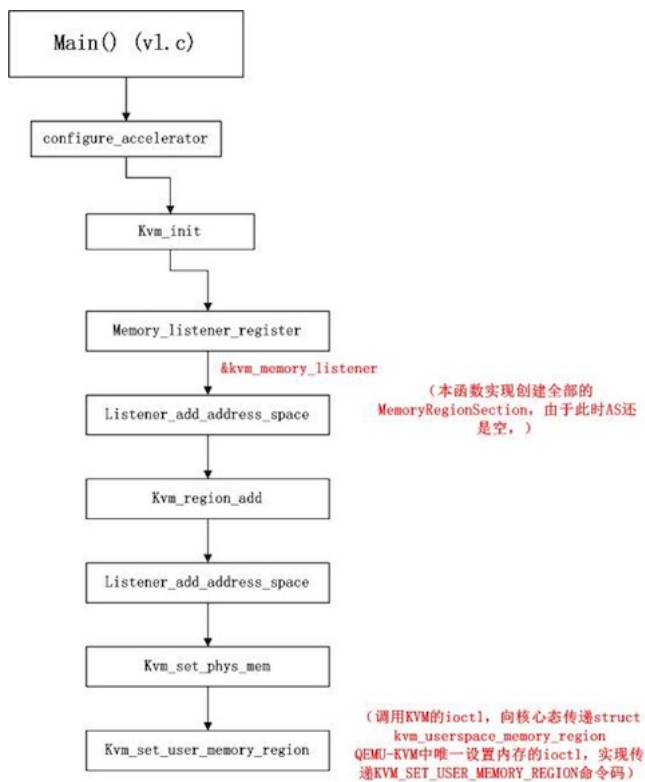 Main() (vl.c)
configure_accelerator
Kvm_init
Memory_listener_register
&kvm_memory_listener
Listener_add_address_space
（本函数实现创建全部的
MemoryRegionSection，由于此时AS还
是空，）
Kvm_region_add
Listener_add_address_space
Kvm_set_phys_mem
Kvm_set_user_memory_region
（调用KVM的ioctl，向核心态传递struct
kvm_userspace_memory_region
QEMU-KVM中唯一设置内存的ioctl，实现传
递KVM_SET_USER_MEMORY_REGION命令码）